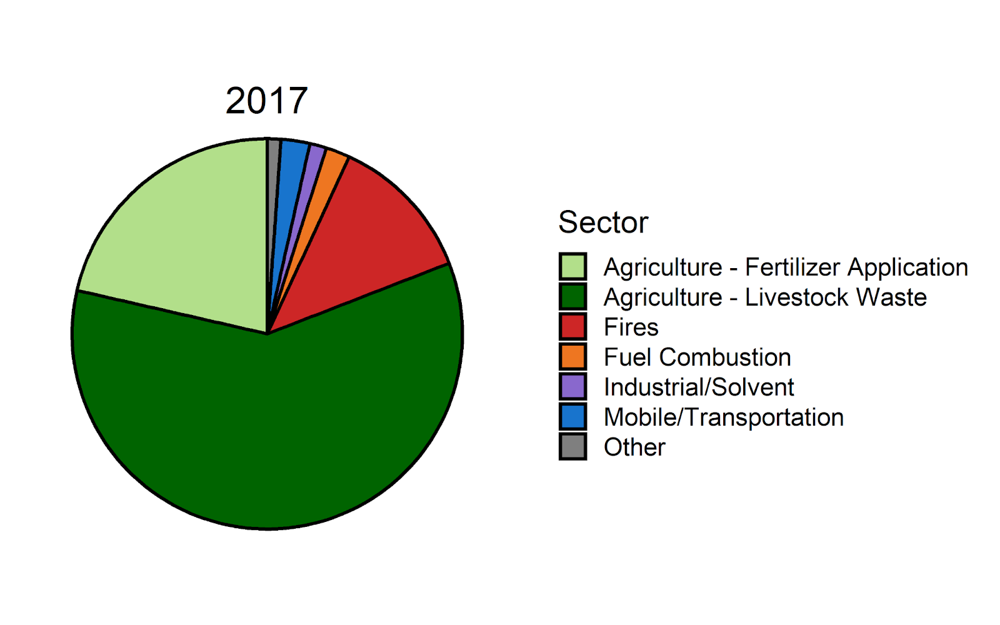 2017
Sector
Agriculture - Fertilizer Application
Agriculture - Livestock Waste
Fires
Fuel Combustion
Industrial/Solvent
Mobile/Transportation
Other